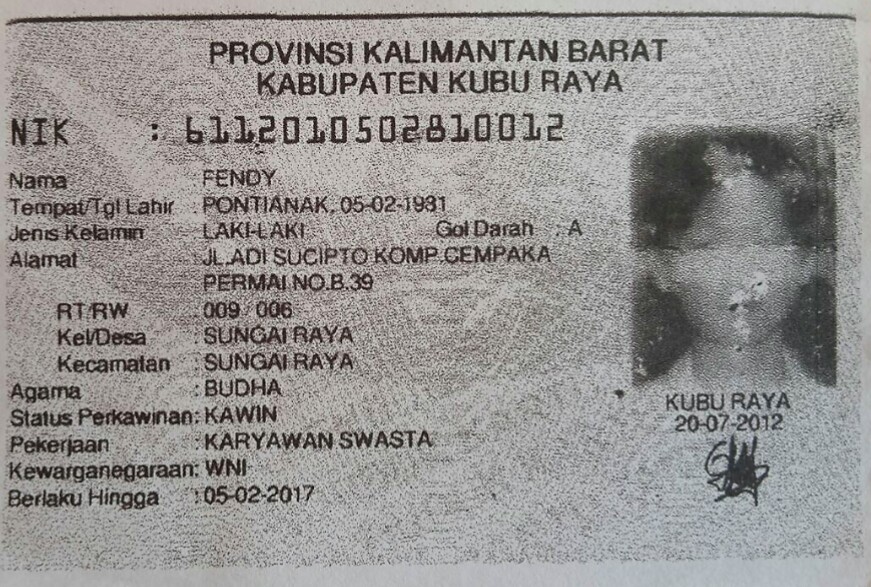 PROVINSI KALIMANTAN BARAT
KABUPATEN KUBU RAYA
NIK : 6112010502810012
Nama : FENDY
Tempat/Tgl Lahir : PONTIANAK, 05-02-1981
Jenis Kelamin : LAKI-LAKI Gol Darah : A
Alamat : JL.ADI SUCIPTO KOMP.CEMPAKA
PERMAI NO.B.39
RT/RW : 009 / 006
Kel/Desa : SUNGAI RAYA
Kecamatan : SUNGAI RAYA
Agama : BUDHA
Status Perkawinan: KAWIN
Pekerjaan : KARYAWAN SWASTA
Kewarganegaraan: WNI
Berlaku Hingga : 05-02-2017
KUBU RAYA
20-07-2012